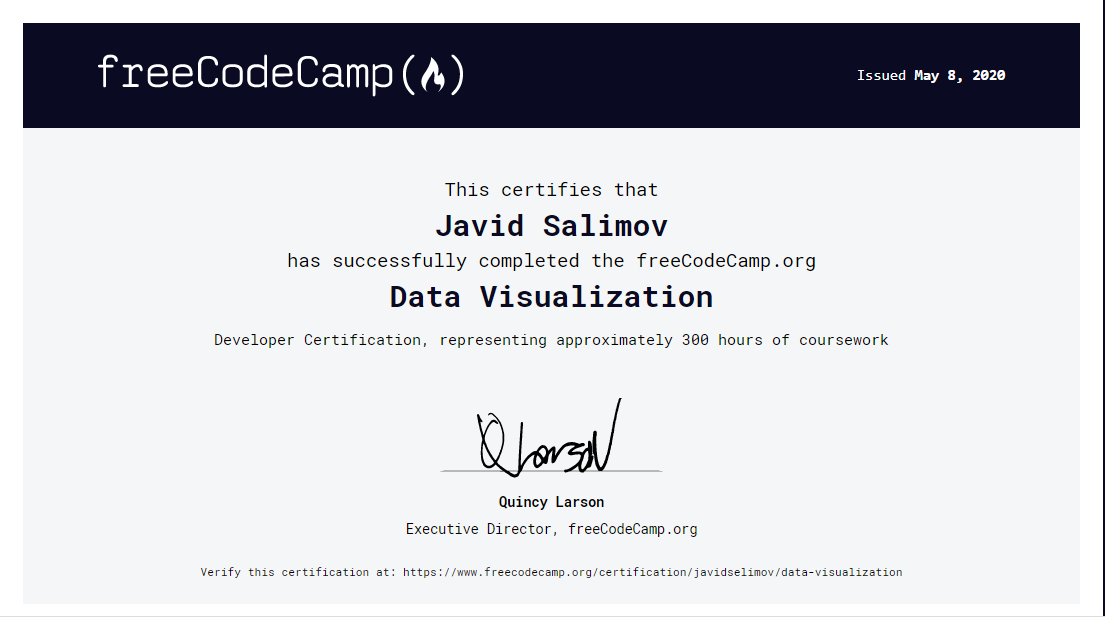 freeCodeCamp(🔥)
Issued May 8, 2020
This certifies that
Javid Salimov
has successfully completed the freeCodeCamp.org
Data Visualization
Developer Certification, representing approximately 300 hours of coursework
Q Larson
Quincy Larson
Executive Director, freeCodeCamp.org
Verify this certification at: https://www.freecodecamp.org/certification/javidselimov/data-visualization